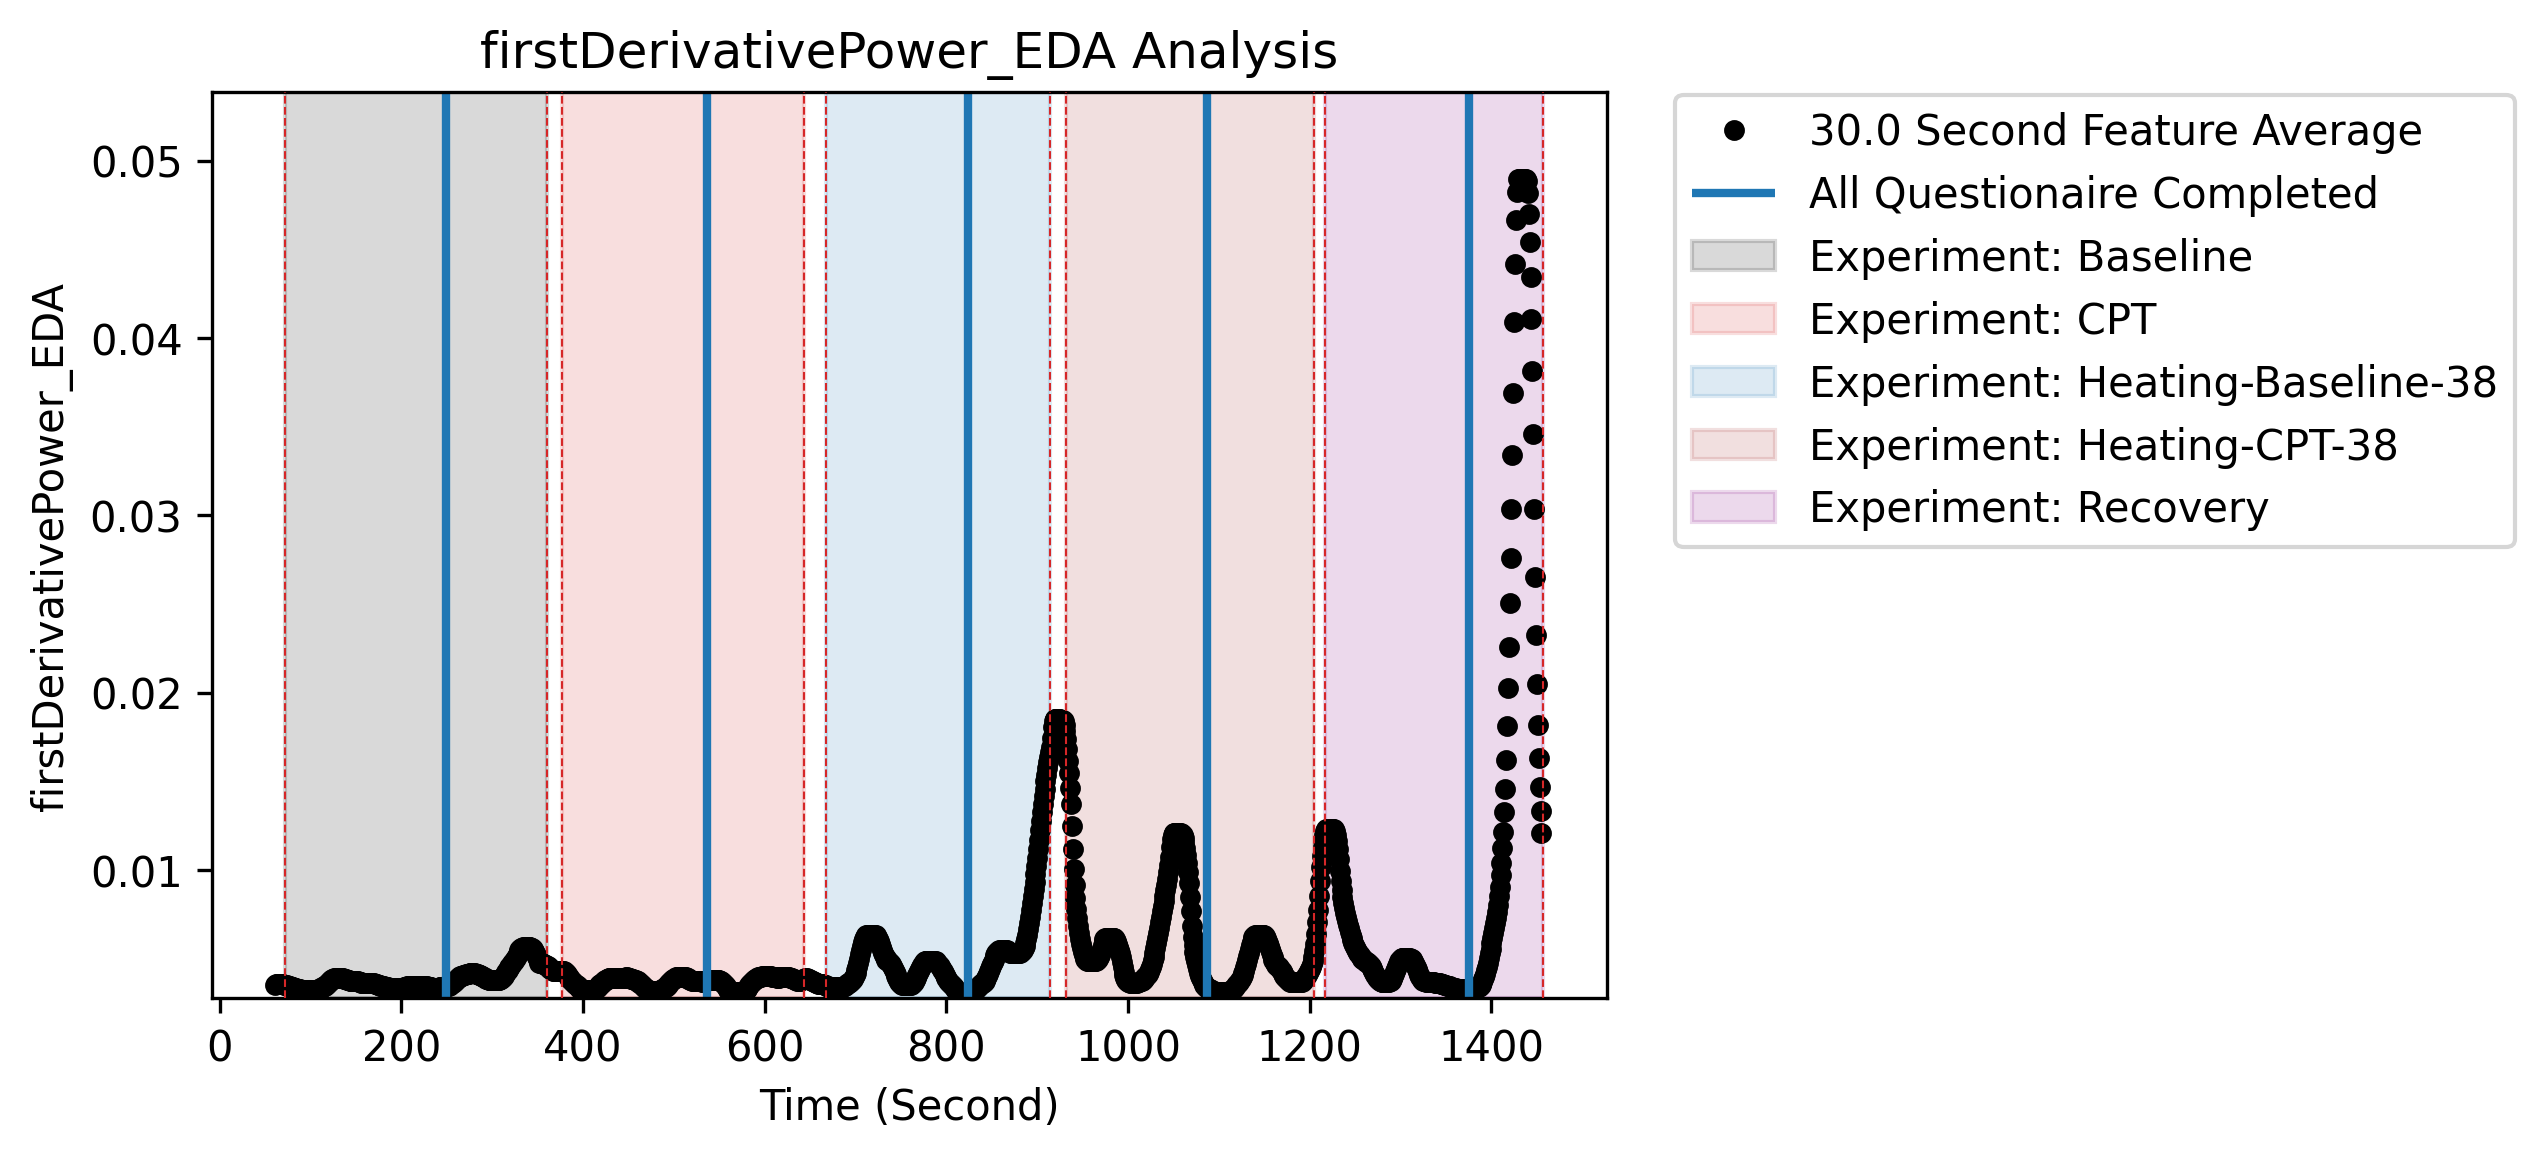 firstDerivativePower_EDA Analysis
firstDerivativePower_EDA
0.05
0.04
0.03
0.02
0.01
0 200 400 600 800 1000 1200 1400
Time (Second)
30.0 Second Feature Average
All Questionaire Completed
Experiment: Baseline
Experiment: CPT
Experiment: Heating-Baseline-38
Experiment: Heating-CPT-38
Experiment: Recovery